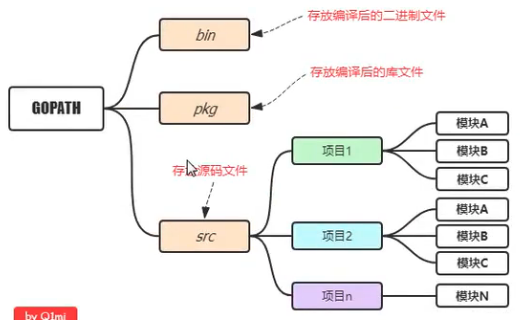 存放编译后的二进制文件
bin
存放编译后的库文件
GOPATH
pkg
模块A
项目1
模块B
模块C
存放源码文件
模块A
src
项目2
模块B
模块C
项目n
模块N
by QImi